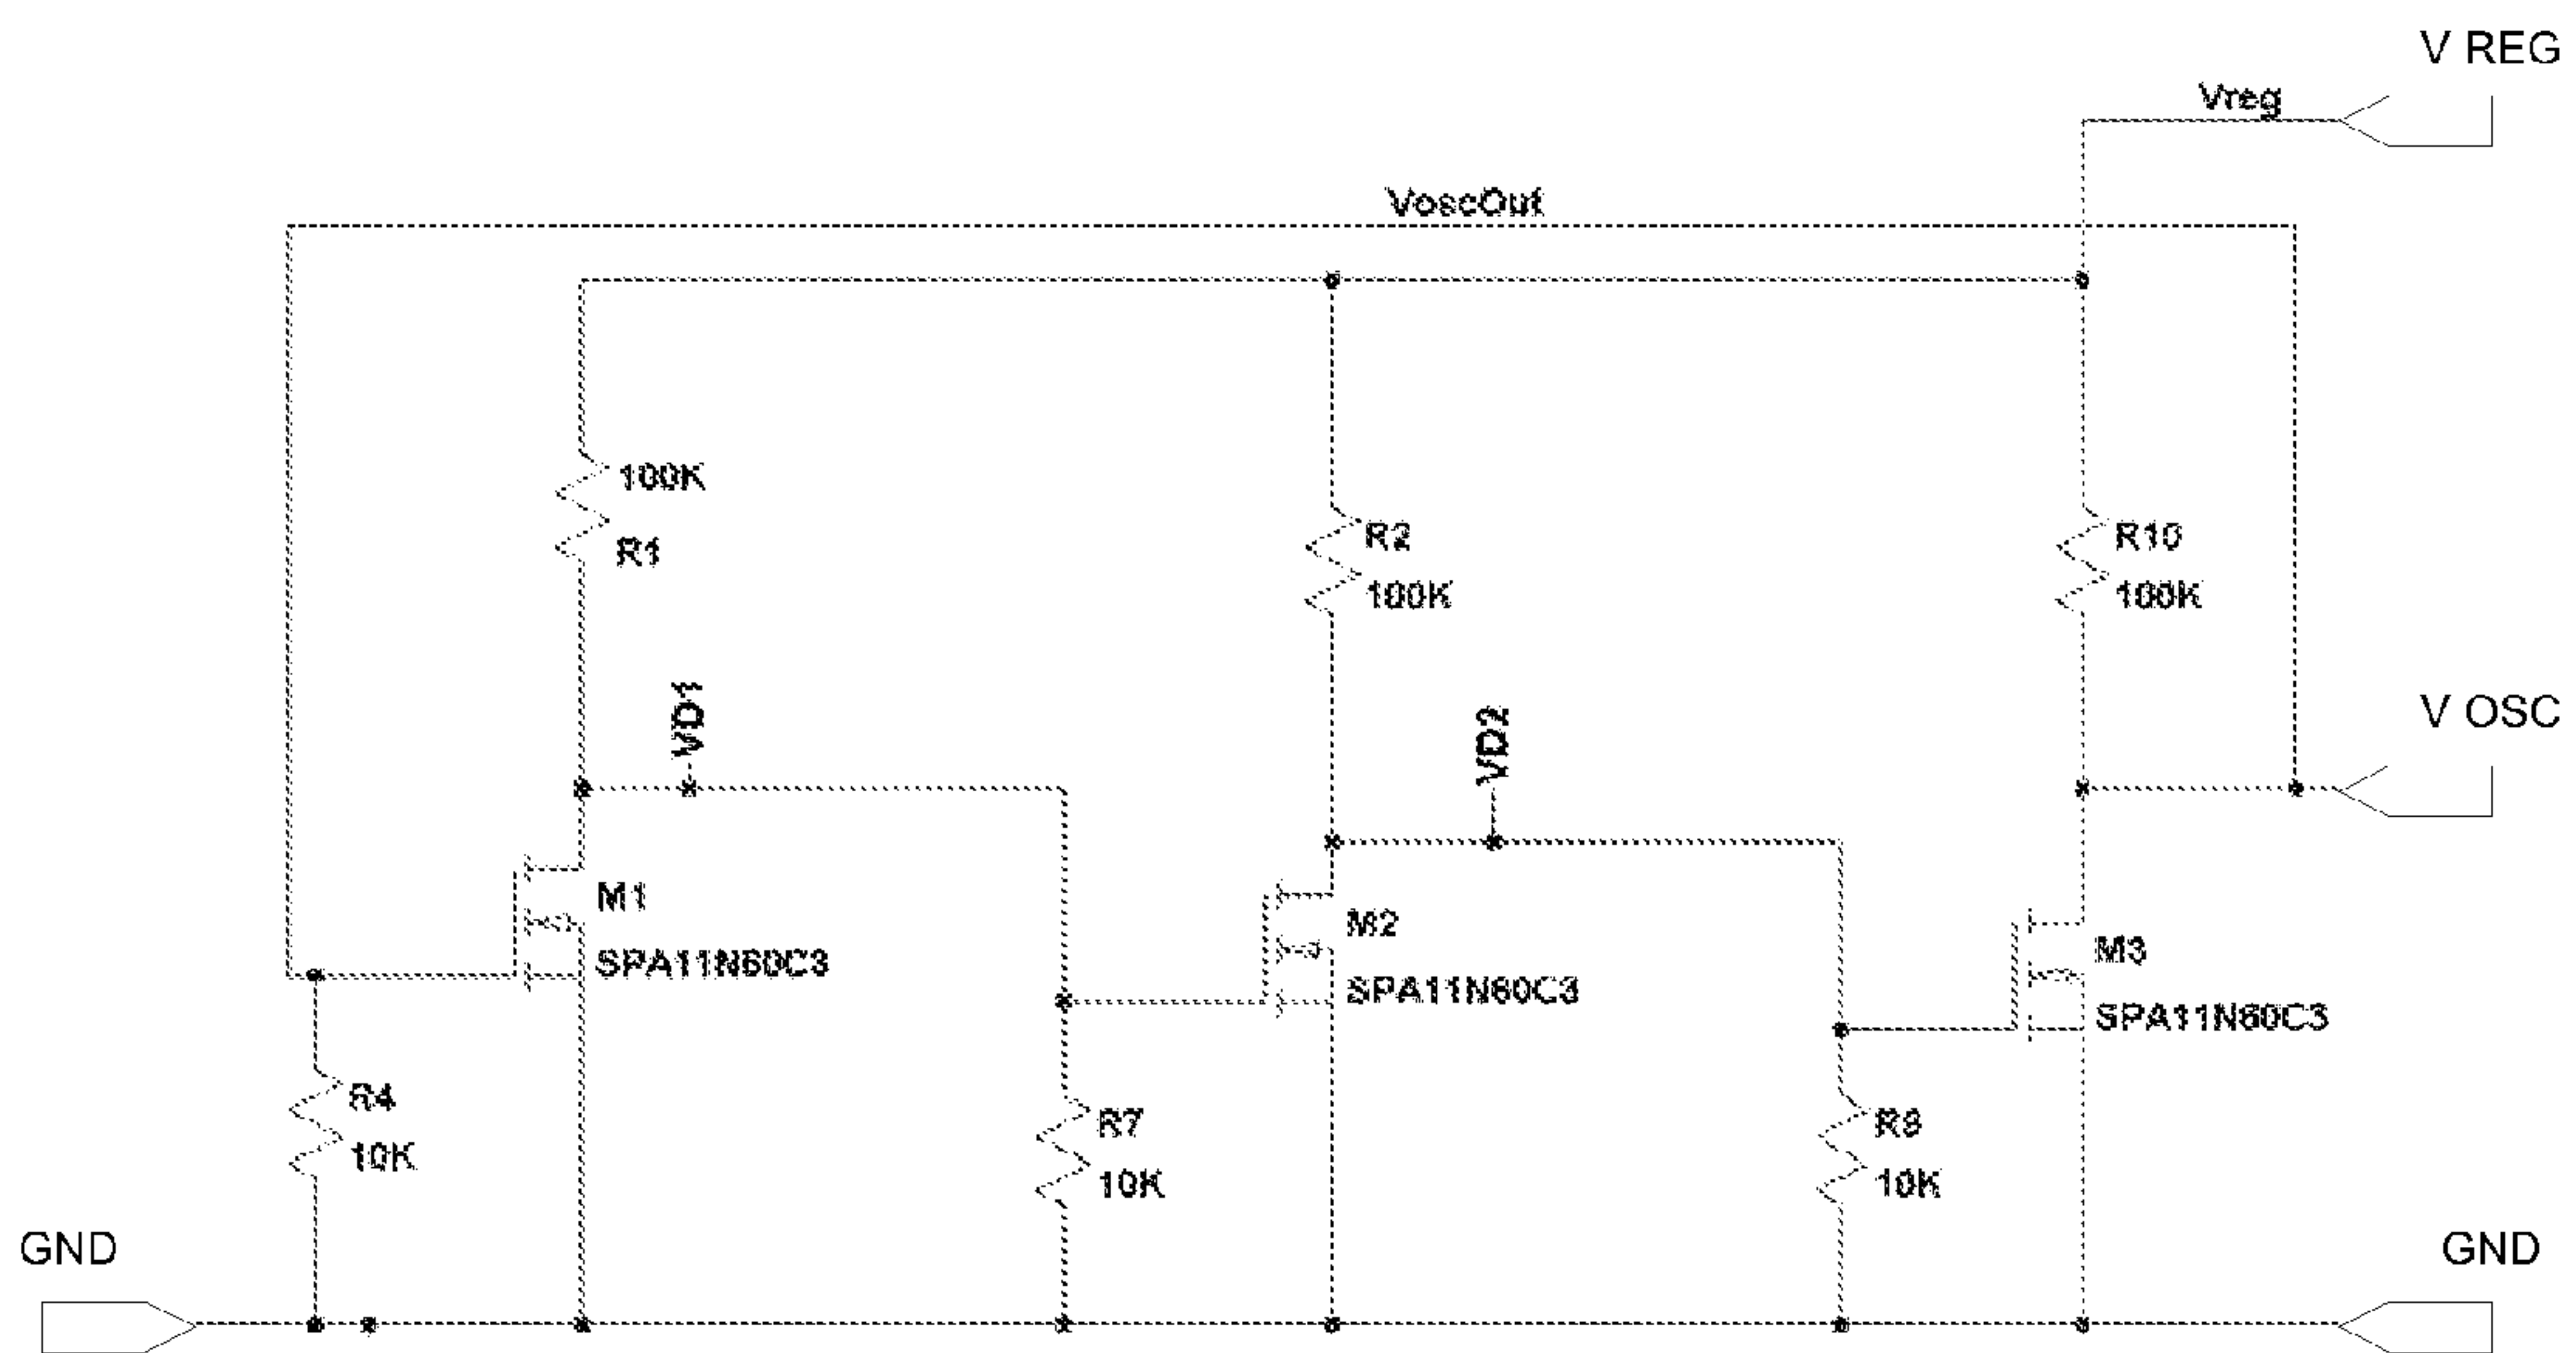 V REG
Vreg
VoscOut
100K
R1
R2
100K
R10
100K
VD1
VD2
V OSC
M1
SPA11N60C3
M2
SPA11N60C3
M3
SPA11N60C3
R4
10K
R7
10K
R9
10K
GND
GND